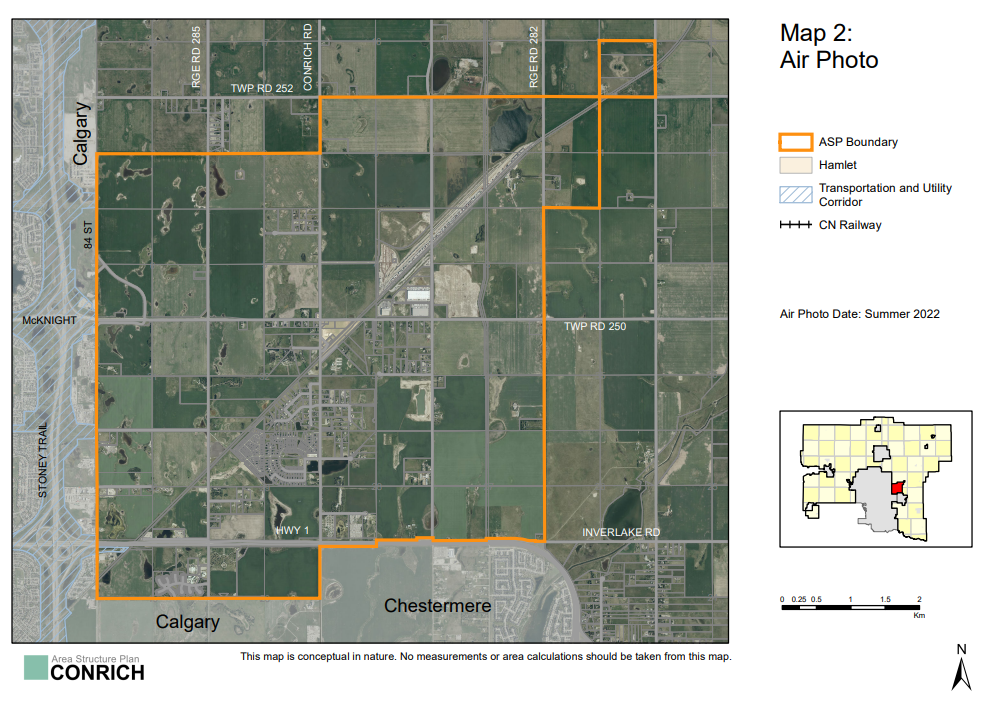 Map 2:
Air Photo
RGE RD 285
CONRICH RD
RGE RD 282
TWP RD 252
Calgary
84 ST
McKNIGHT
TWP RD 250
STONEY TRAIL
HWY 1
INVERLAKE RD
Chestermere
Calgary
ASP Boundary
Hamlet
Transportation and Utility
Corridor
CN Railway
Air Photo Date: Summer 2022
0 0.25 0.5 1 1.5 2
Km
N
Area Structure Plan
CONRICH
This map is conceptual in nature. No measurements or area calculations should be taken from this map.